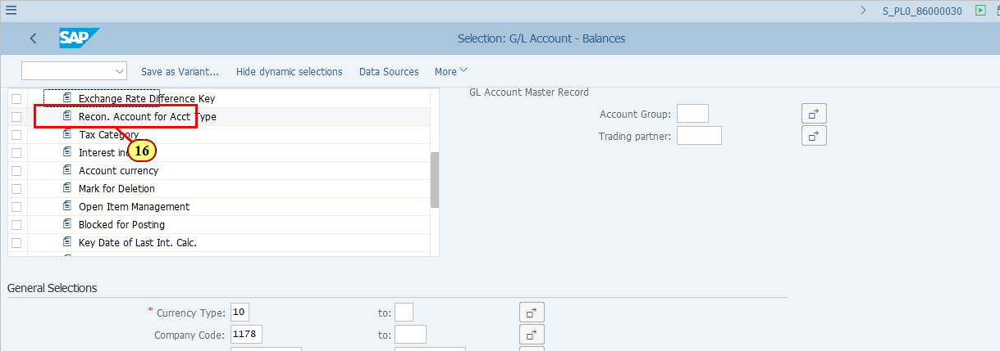 S_PL0_86000030
SAP
Selection: G/L Account - Balances
Save as Variant... Hide dynamic selections Data Sources More
Exchange Rate Difference Key
Recon. Account for Acct Type
Tax Category
16
Interest in
Account currency
Mark for Deletion
Open Item Management
Blocked for Posting
Key Date of Last Int. Calc.
GL Account Master Record
Account Group:
Trading partner:
General Selections
* Currency Type: 10 to:
Company Code: 1178 to: